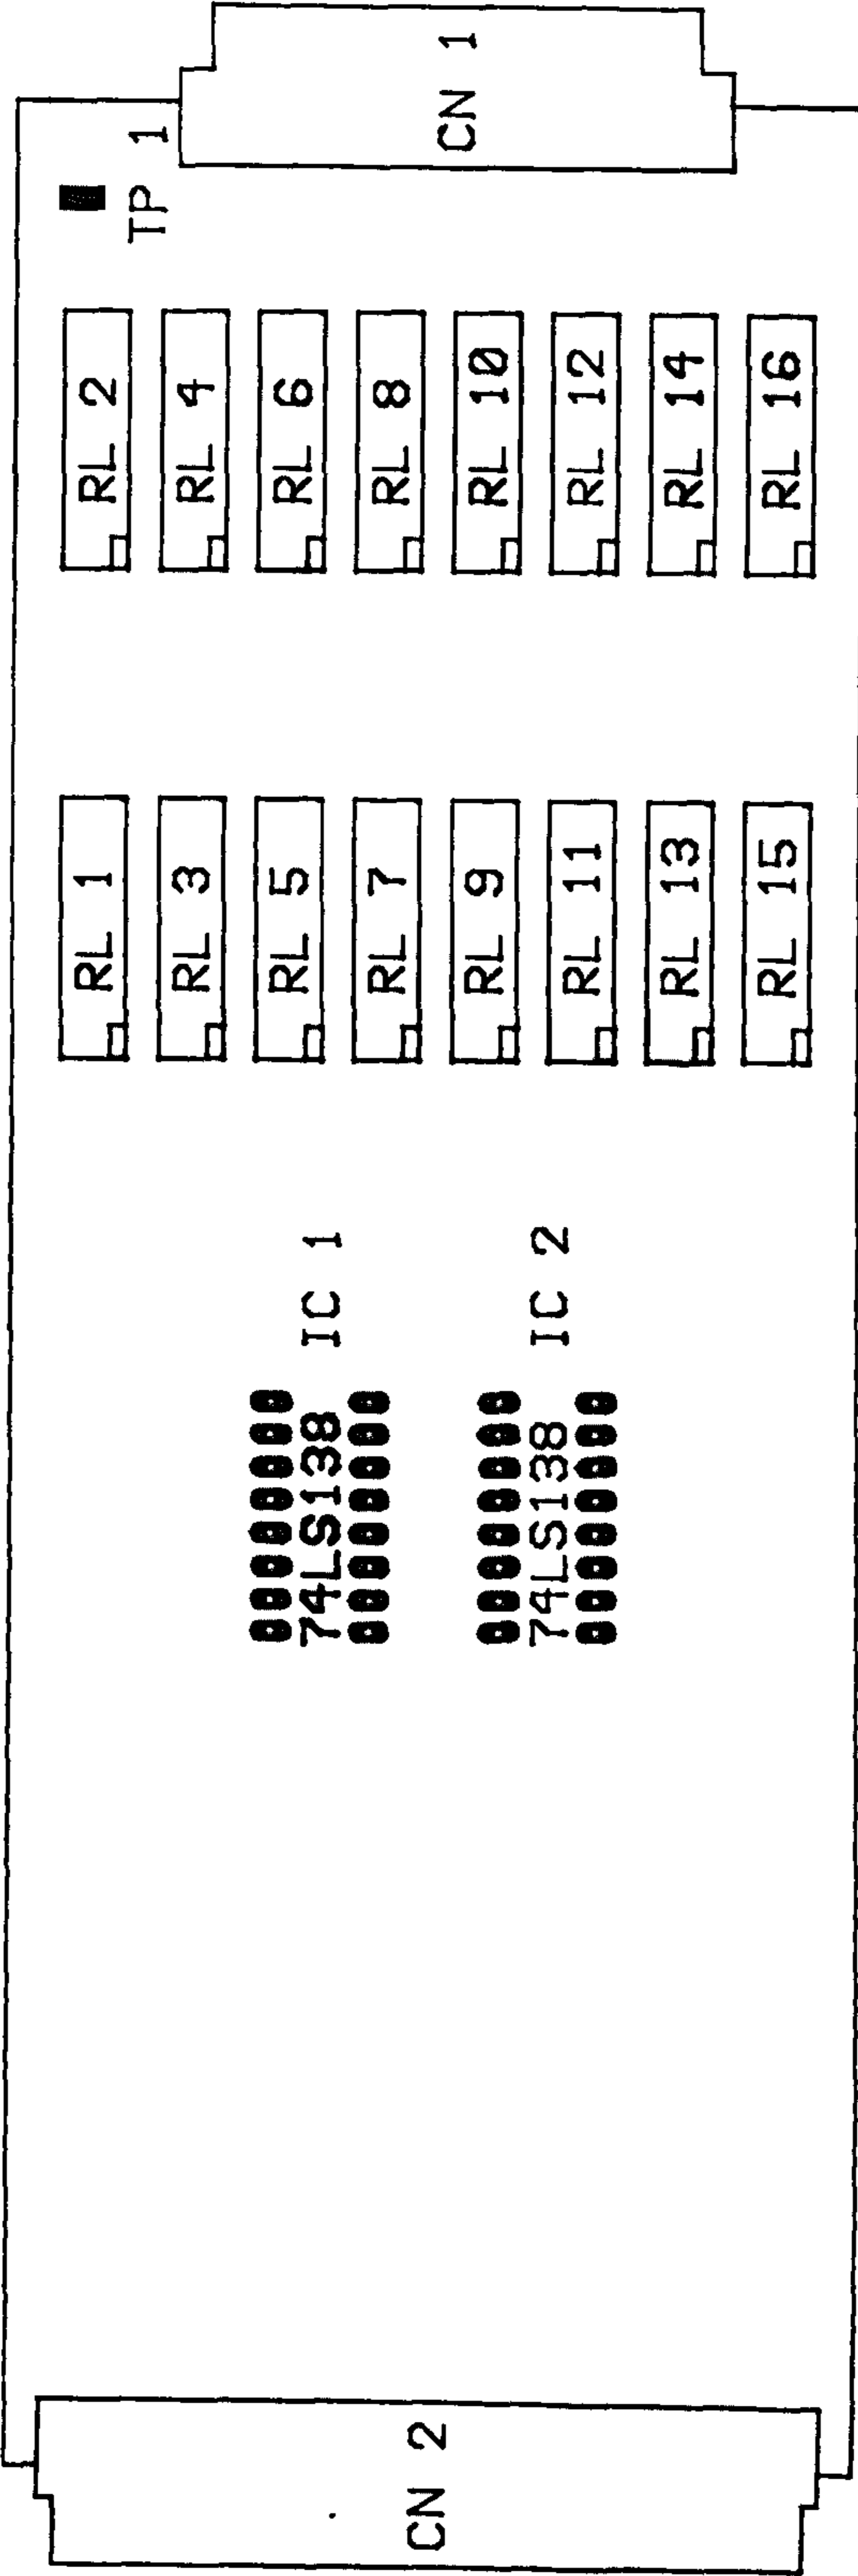 CN 1
TP 1
RL 2
RL 4
RL 6
RL 8
RL 10
RL 12
RL 14
RL 16
RL 1
RL 3
RL 5
RL 7
RL 9
RL 11
RL 13
RL 15
IC 1
74LS138
IC 2
74LS138
CN 2